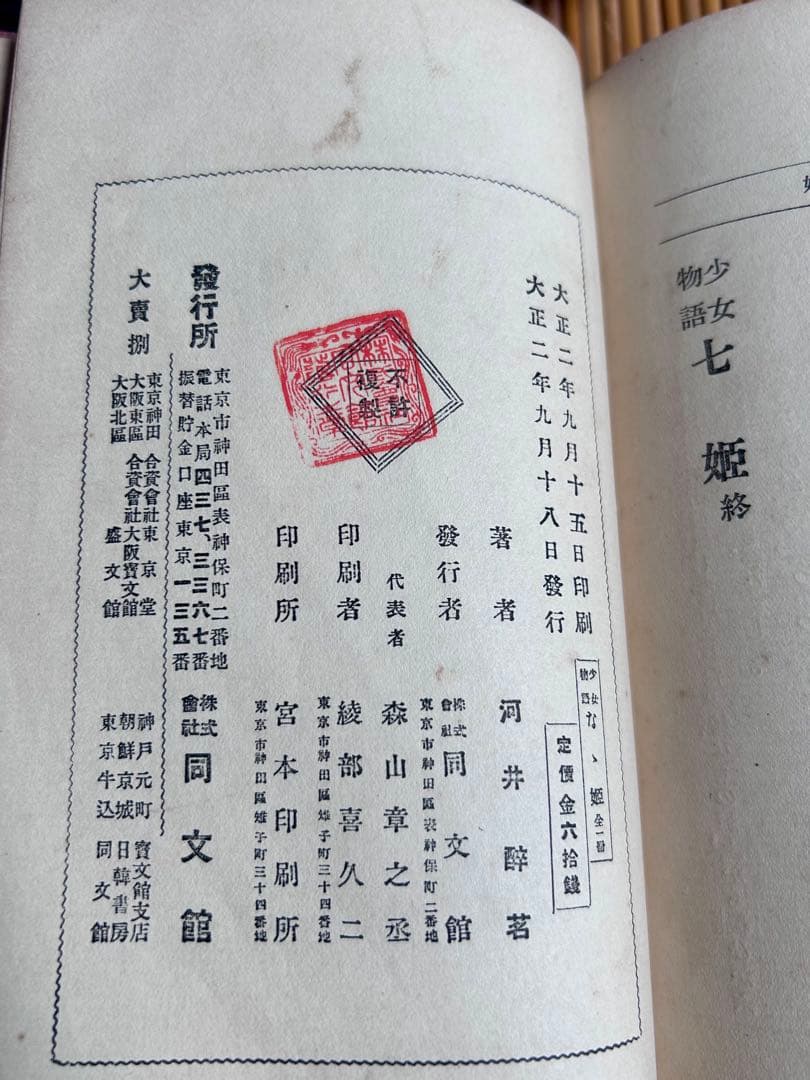 少女
物語
七姫 終
大正二年九月十五日印刷
大正二年九月十八日發行
少女
物語
なゝ姫 全一册
定價金六拾錢
著者 河井醉茗
發行者 株式會社 同文館
東京市神田區表神保町二番地
代表者 森山章之丞
印刷者 綾部喜久二
東京市神田區雉子町三十四番地
印刷所 宮本印刷所
東京市神田區雉子町三十四番地
不許
複製
發行所
東京市神田區表神保町二番地
電話本局四三七、三三六七番
振替貯金口座東京一三五番
株式會社 同文館
大賣捌
東京神田 合資會社東京堂
大阪東區 合資會社大阪寳文館
大阪北區 盛文館
神戸元町 寳文館支店
朝鮮京城 日韓書房
東京牛込 同文館